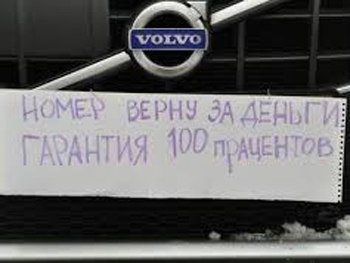 VOLVO
НОМЕР ВЕРНУ ЗА ДЕНЬГИ
ГАРАНТИЯ 100 ПРАЦЕНТОВ